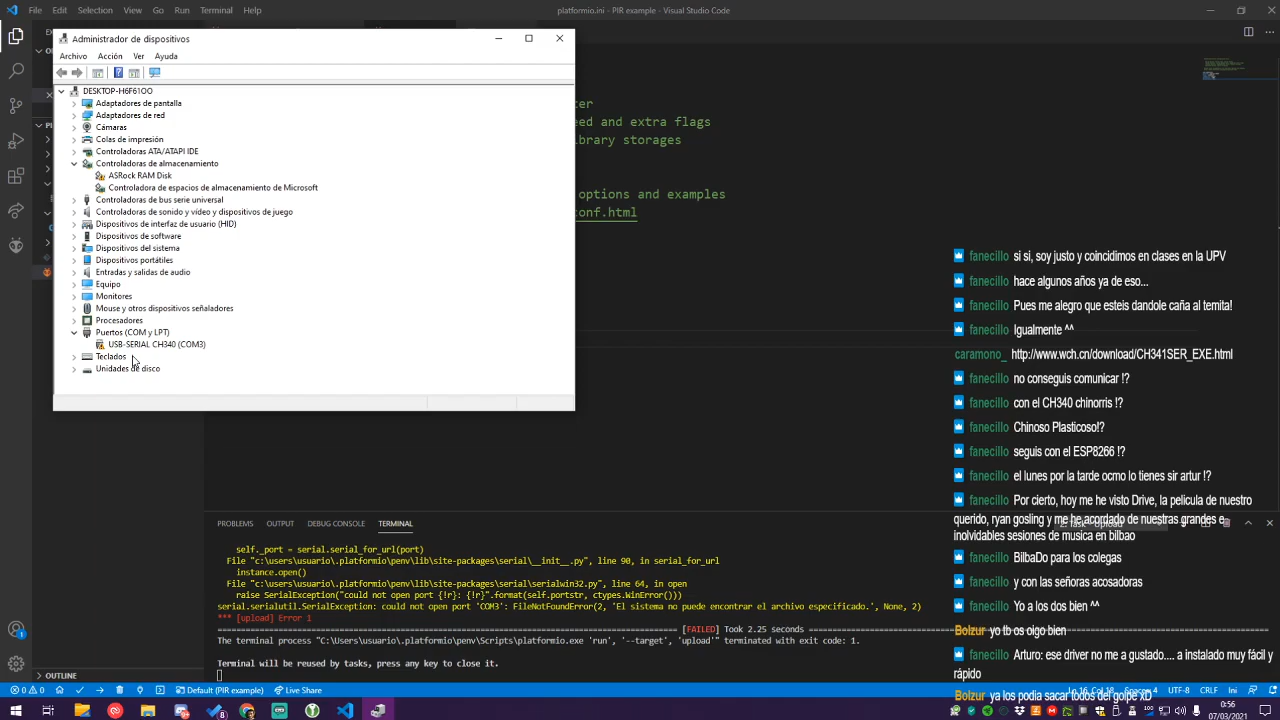 File Edit Selection View Go Run Terminal Help
platformio.ini - PIR example - Visual Studio Code
Administrador de dispositivos
Archivo Acción Ver Ayuda
DESKTOP-H6F61OO
Adaptadores de pantalla
Adaptadores de red
Cámaras
Colas de impresión
Controladoras ATA/ATAPI IDE
Controladoras de almacenamiento
ASRock RAM Disk
Controladora de espacios de almacenamiento de Microsoft
Controladoras de bus serie universal
Controladoras de sonido y vídeo y dispositivos de juego
Dispositivos de interfaz de usuario (HID)
Dispositivos de software
Dispositivos del sistema
Dispositivos portátiles
Entradas y salidas de audio
Equipo
Monitores
Mouse y otros dispositivos señaladores
Procesadores
Puertos (COM y LPT)
USB-SERIAL CH340 (COM3)
Teclados
Unidades de disco
ter
eed and extra flags
ibrary storages
options and examples
conf.html
fanecillo si si, soy justo y coincidimos en clases en la UPV
fanecillo hace algunos años ya de eso...
fanecillo Pues me alegro que esteis dandole caña al temita!
fanecillo Igualmente ^^
caramono_ http://www.wch.cn/download/CH341SER_EXE.html
fanecillo no conseguis comunicar !?
fanecillo con el CH340 chinorris !?
fanecillo Chinoso Plasticoso!?
fanecillo seguis con el ESP8266 !?
fanecillo el lunes por la tarde ocmo lo tienes sir artur !?
fanecillo Por cierto, hoy me he visto Drive, la pelicula de nuestro
querido, ryan gosling y me he acordado de nuestras grandes e
inolvidables sesiones de musica en bilbao
fanecillo BilbaDo para los colegas
fanecillo y con las señoras acosadoras
fanecillo Yo a los dos bien ^^
Bolzur yo tb os oigo bien
fanecillo Arturo: ese driver no me a gustado.... a instalado muy fácil y
rápido
Bolzur ya los podia sacar todos del golpe xD
PROBLEMS OUTPUT DEBUG CONSOLE TERMINAL
self._port = serial.serial_for_url(port)
File "c:\users\usuario\.platformio\penv\lib\site-packages\serial\__init__.py", line 90, in serial_for_url
instance.open()
File "c:\users\usuario\.platformio\penv\lib\site-packages\serial\serialwin32.py", line 64, in open
raise SerialException("could not open port {!r}: {!r}".format(self.portstr, ctypes.WinError()))
serial.serialutil.SerialException: could not open port 'COM3': FileNotFoundError(2, 'El sistema no puede encontrar el archivo especificado.', None, 2)
*** [upload] Error 1
[FAILED] Took 2.25 seconds
The terminal process "C:\Users\usuario\.platformio\penv\Scripts\platformio.exe 'run', '--target', 'upload'" terminated with exit code: 1.
Terminal will be reused by tasks, press any key to close it.
OUTLINE
0 0 Default (PIR example) Live Share
Ln 16, Col 18 Spaces: 4 UTF-8 CRLF Ini
0:56
07/03/2021